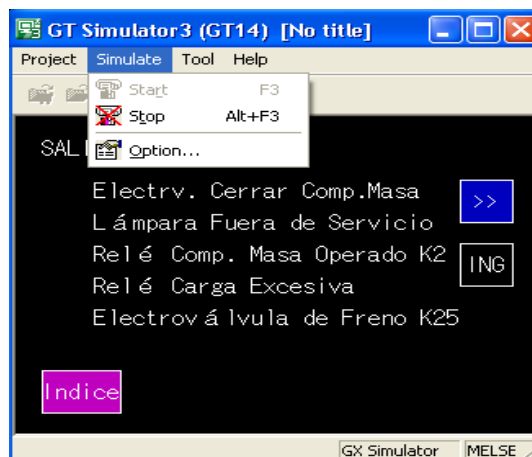 GT Simulator3 (GT14) [No title]
Project Simulate Tool Help
Start F3
Stop Alt+F3
Option...
SAL
Electrv. Cerrar Comp.Masa
>>
Lámpara Fuera de Servicio
Relé Comp. Masa Operado K2
ING
Relé Carga Excesiva
Electroválvula de Freno K25
Indice
GX Simulator MELSE